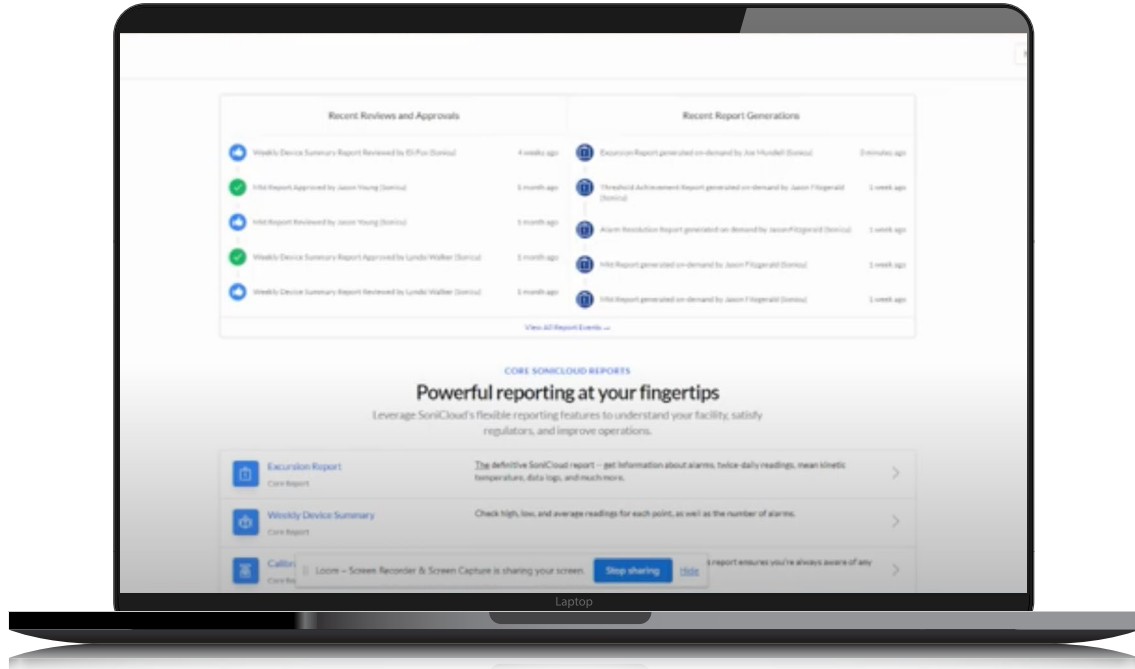 Recent Reviews and Approvals
Weekly Device Summary Report Reviewed by Eli Fox (Sonicu)
4 weeks ago
Mkt Report Approved by Jason Young (Sonicu)
1 month ago
Mkt Report Reviewed by Jason Young (Sonicu)
1 month ago
Weekly Device Summary Report Approved by Lyndsi Walker (Sonicu)
1 month ago
Weekly Device Summary Report Reviewed by Lyndsi Walker (Sonicu)
1 month ago
Recent Report Generations
Excursion Report generated on-demand by Joe Mundell (Sonicu)
minutes ago
Threshold Achievement Report generated on-demand by Jason Fitzgerald
(Sonicu)
1 week ago
Alarm Resolution Report generated on-demand by Jason Fitzgerald (Sonicu)
1 week ago
Mkt Report generated on-demand by Jason Fitzgerald (Sonicu)
1 week ago
Mkt Report generated on-demand by Jason Fitzgerald (Sonicu)
1 week ago
View All Report Events →
CORE SONICLOUD REPORTS
Powerful reporting at your fingertips
Leverage SoniCloud's flexible reporting features to understand your facility, satisfy
regulators, and improve operations.
Excursion Report
Core Report
The definitive SoniCloud report – get information about alarms, twice-daily readings, mean kinetic
temperature, data logs, and much more.
Weekly Device Summary
Core Report
Check high, low, and average readings for each point, as well as the number of alarms.
Calibr
Core Re
report ensures you're always aware of any
Loom – Screen Recorder & Screen Capture is sharing your screen.
Stop sharing
Hide
Laptop